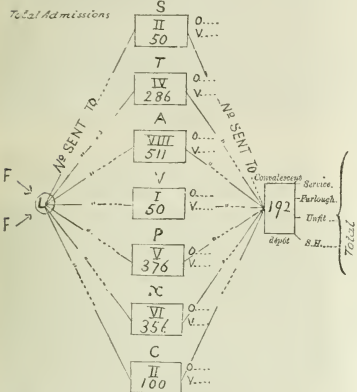 Total Admissions
S
II
50
O....
V....
T
IV
286
O....
V....
Nº SENT TO
Nº SENT TO
A
VIII
511
O....
V....
F
F
L
V
I
50
O....
V....
Convalescent
192
dépôt
Service.
Furlough.
Unfit
B.H.
Total
P
V
376
O....
V....
X
VI
356
O....
V....
C
II
100
O....
V....